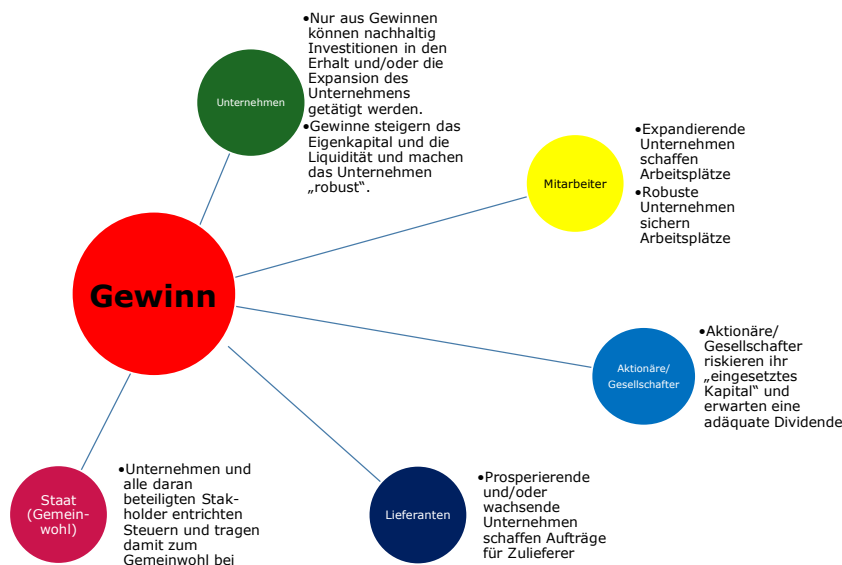 •Nur aus Gewinnen
können nachhaltig
Investitionen in den
Erhalt und/oder die
Expansion des
Unternehmens
getätigt werden.
•Gewinne steigern das
Eigenkapital und die
Liquidität und machen
das Unternehmen
„robust“.
Unternehmen
•Expandierende
Unternehmen
schaffen
Arbeitsplätze
•Robuste
Unternehmen
sichern
Arbeitsplätze
Mitarbeiter
Gewinn
•Aktionäre/
Gesellschafter
riskieren ihr
„eingesetztes
Kapital“ und
erwarten eine
adäquate Dividende
Aktionäre/
Gesellschafter
Staat
(Gemein-
wohl)
•Unternehmen und
alle daran
beteiligten Stak-
holder entrichten
Steuern und tragen
damit zum
Gemeinwohl bei
Lieferanten
•Prosperierende
und/oder
wachsende
Unternehmen
schaffen Aufträge
für Zulieferer